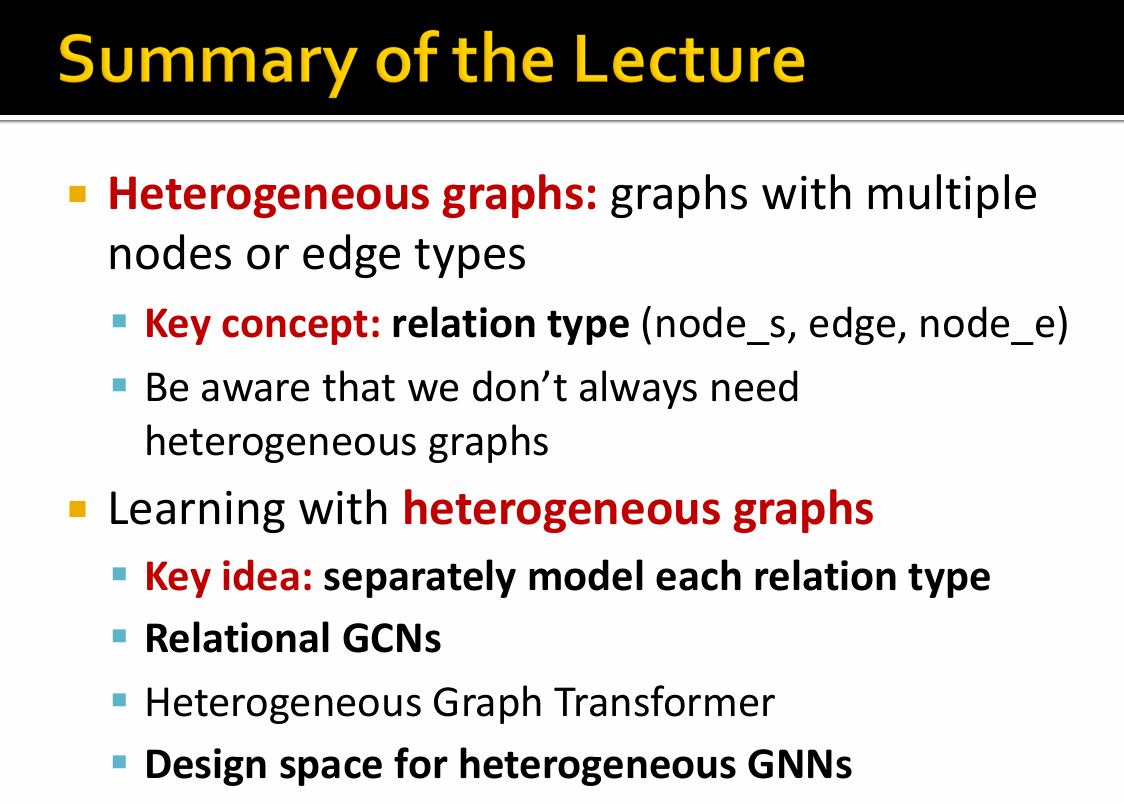 Summary of the Lecture
Heterogeneous graphs: graphs with multiple
nodes or edge types
Key concept: relation type (node_s, edge, node_e)
Be aware that we don’t always need
heterogeneous graphs
Learning with heterogeneous graphs
Key idea: separately model each relation type
Relational GCNs
Heterogeneous Graph Transformer
Design space for heterogeneous GNNs